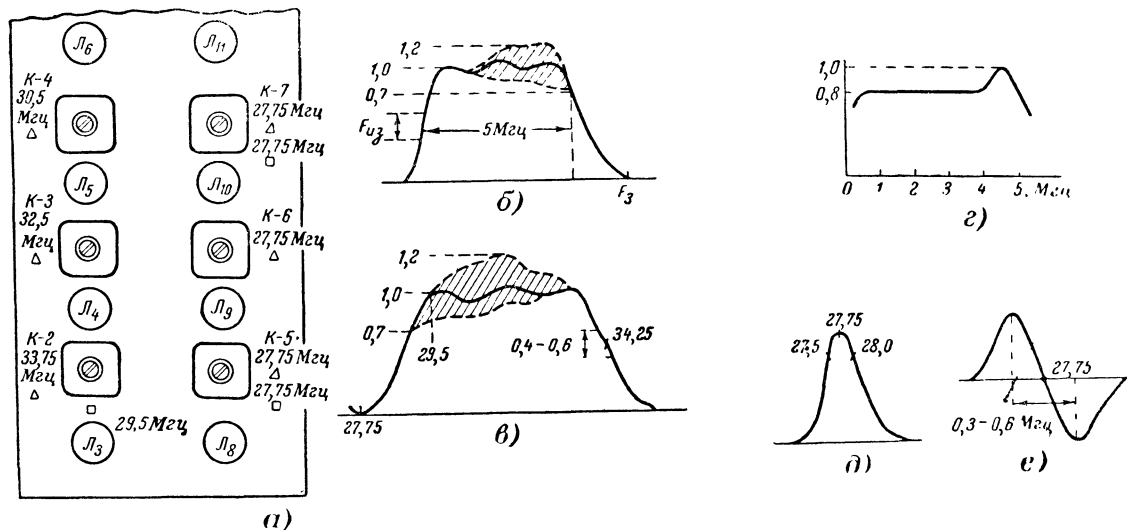 Л6
Л11
К-4
30,5
Мгц
К-7
27,75 Мгц
27,75 Мгц
Л5
Л10
К-3
32,5
Мгц
К-6
27,75 Мгц
Л4
Л9
К-2
33,75
Мгц
К-5
27,75 Мгц
27,75 Мгц
29,5 Мгц
Л3
Л8
а)
1,2
1,0
0,7
Fиз
5Мгц
F3
б)
1,2
1,0
0,7
29,5
0,4-0,6
34,25
27,75
в)
1,0
0,8
0 1 2 3 4 5, Мгц
г)
27,75
27,5
28,0
д)
27,75
0,3-0,6 Мгц
е)